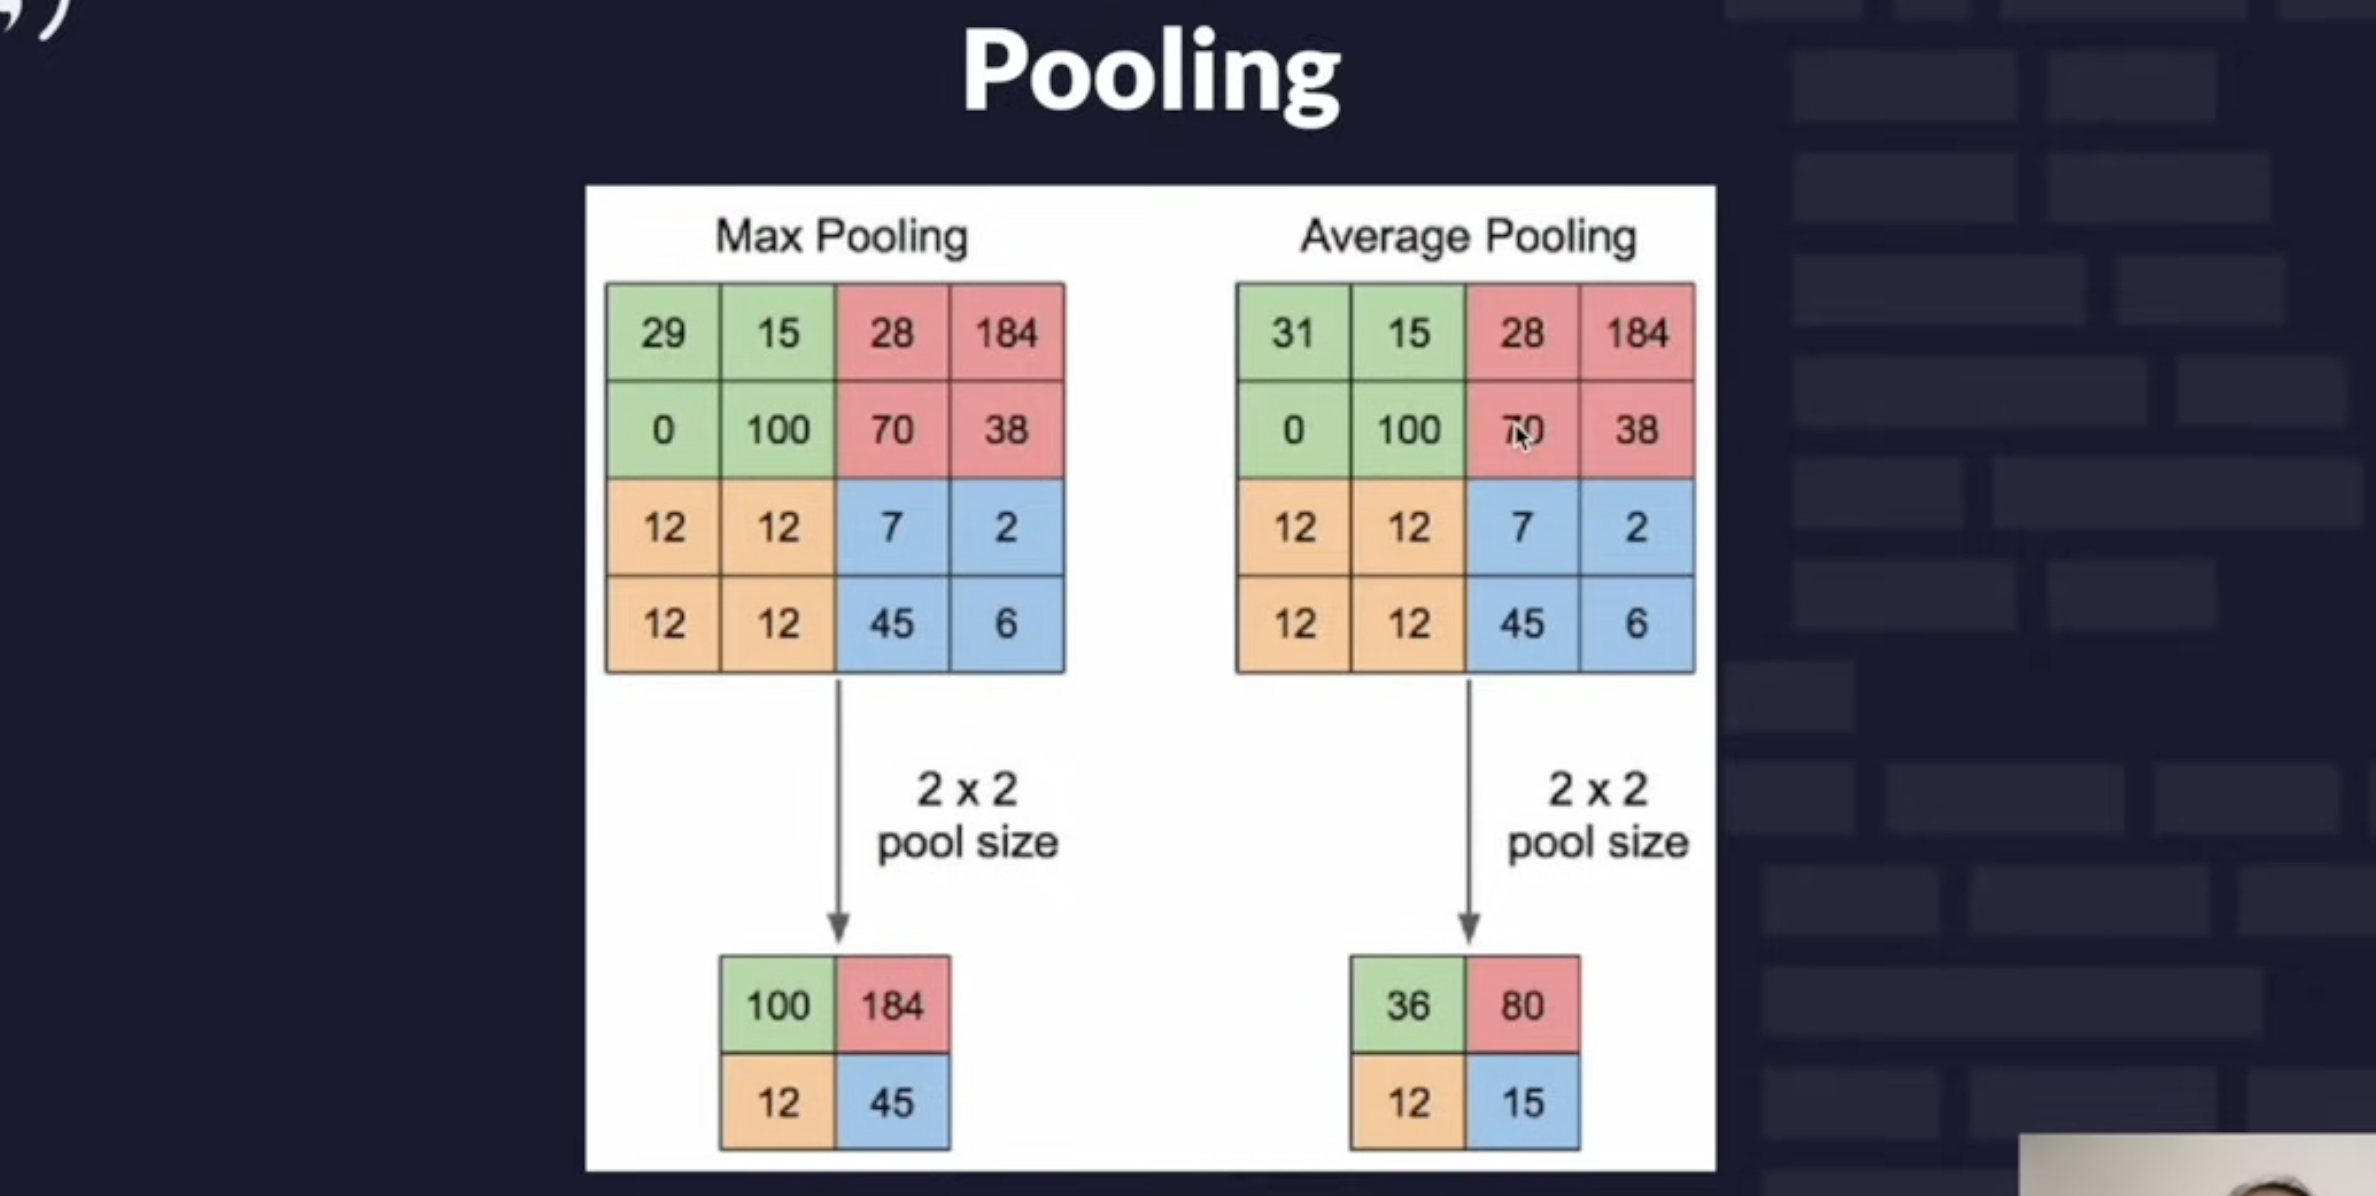 Pooling
Max Pooling
29 15 28 184
0 100 70 38
12 12 7 2
12 12 45 6
2 x 2
pool size
100 184
12 45
Average Pooling
31 15 28 184
0 100 70 38
12 12 7 2
12 12 45 6
2 x 2
pool size
36 80
12 15